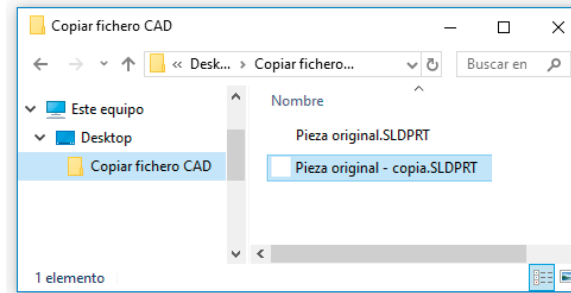 Copiar fichero CAD
« Desk... › Copiar fichero...
Buscar en
Este equipo
Desktop
Copiar fichero CAD
Nombre
Pieza original.SLDPRT
Pieza original - copia.SLDPRT
1 elemento